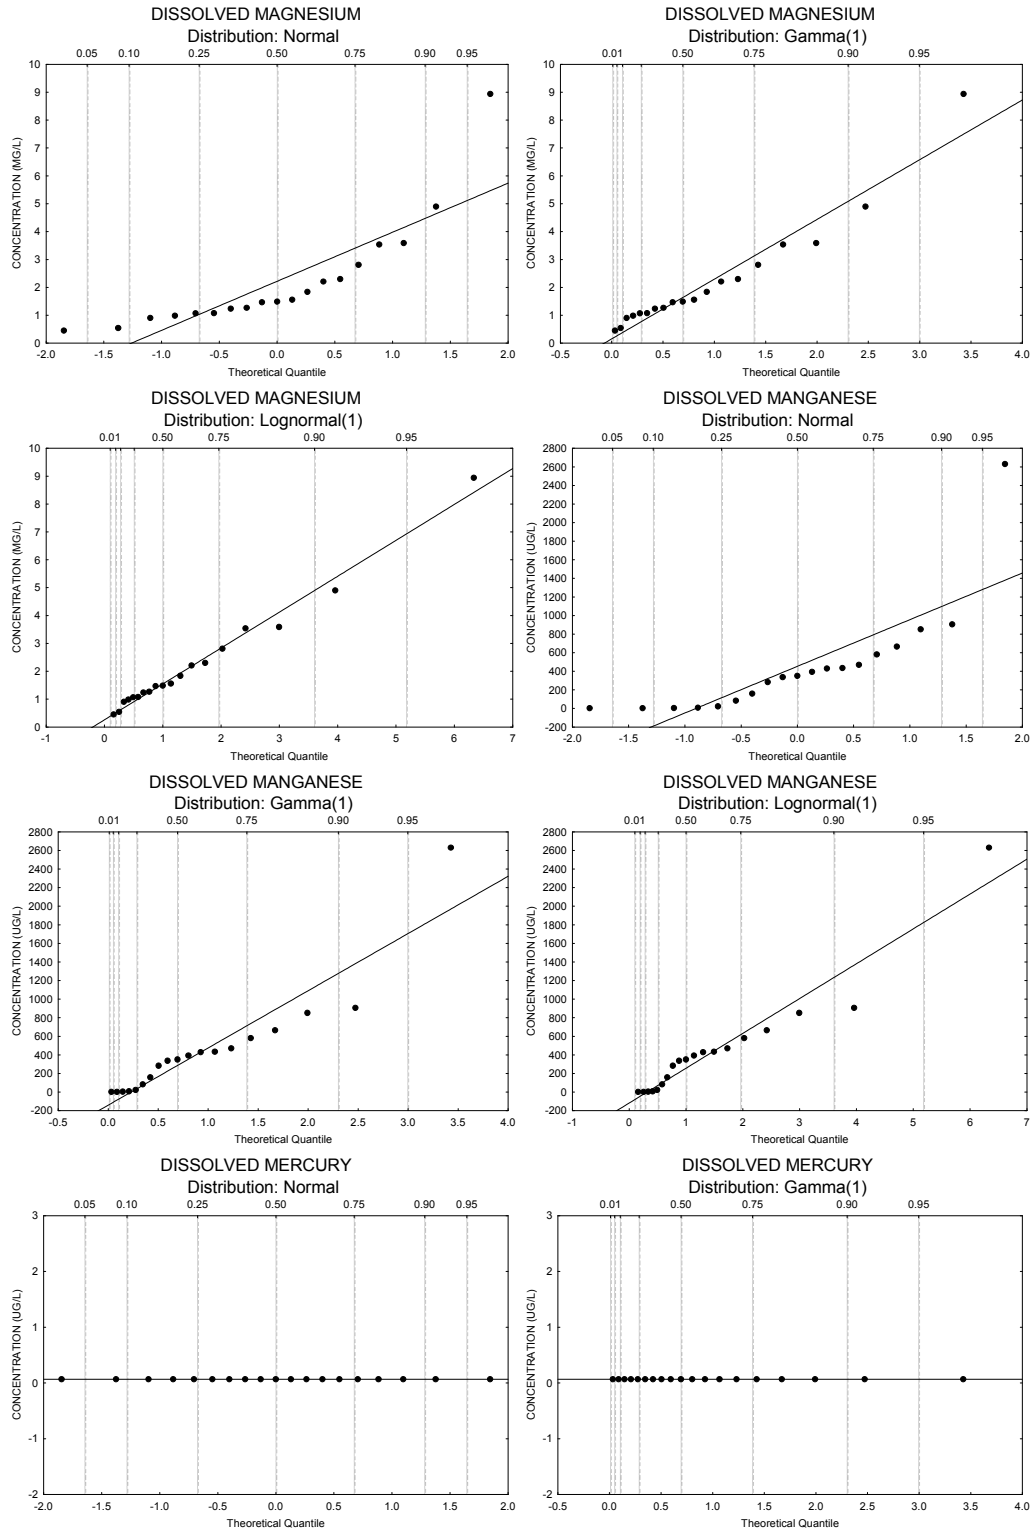 DISSOLVED MAGNESIUM
Distribution: Normal
0.05 0.10 0.25 0.50 0.75 0.90 0.95
10
9
8
7
6
5
4
3
2
1
0
CONCENTRATION (MG/L)
-2.0 -1.5 -1.0 -0.5 0.0 0.5 1.0 1.5 2.0
Theoretical Quantile
DISSOLVED MAGNESIUM
Distribution: Gamma(1)
0.01 0.50 0.75 0.90 0.95
10
9
8
7
6
5
4
3
2
1
0
CONCENTRATION (MG/L)
-0.5 0.0 0.5 1.0 1.5 2.0 2.5 3.0 3.5 4.0
Theoretical Quantile
DISSOLVED MAGNESIUM
Distribution: Lognormal(1)
0.01 0.50 0.75 0.90 0.95
10
9
8
7
6
5
4
3
2
1
0
CONCENTRATION (MG/L)
-1 0 1 2 3 4 5 6 7
Theoretical Quantile
DISSOLVED MANGANESE
Distribution: Normal
0.05 0.10 0.25 0.50 0.75 0.90 0.95
2800
2600
2400
2200
2000
1800
1600
1400
1200
1000
800
600
400
200
0
-200
CONCENTRATION (UG/L)
-2.0 -1.5 -1.0 -0.5 0.0 0.5 1.0 1.5 2.0
Theoretical Quantile
DISSOLVED MANGANESE
Distribution: Gamma(1)
0.01 0.50 0.75 0.90 0.95
2800
2600
2400
2200
2000
1800
1600
1400
1200
1000
800
600
400
200
0
-200
CONCENTRATION (UG/L)
-0.5 0.0 0.5 1.0 1.5 2.0 2.5 3.0 3.5 4.0
Theoretical Quantile
DISSOLVED MANGANESE
Distribution: Lognormal(1)
0.01 0.50 0.75 0.90 0.95
2800
2600
2400
2200
2000
1800
1600
1400
1200
1000
800
600
400
200
0
-200
CONCENTRATION (UG/L)
-1 0 1 2 3 4 5 6 7
Theoretical Quantile
DISSOLVED MERCURY
Distribution: Normal
0.05 0.10 0.25 0.50 0.75 0.90 0.95
3
2
1
0
-1
-2
CONCENTRATION (UG/L)
-2.0 -1.5 -1.0 -0.5 0.0 0.5 1.0 1.5 2.0
Theoretical Quantile
DISSOLVED MERCURY
Distribution: Gamma(1)
0.01 0.50 0.75 0.90 0.95
3
2
1
0
-1
-2
CONCENTRATION (UG/L)
-0.5 0.0 0.5 1.0 1.5 2.0 2.5 3.0 3.5 4.0
Theoretical Quantile